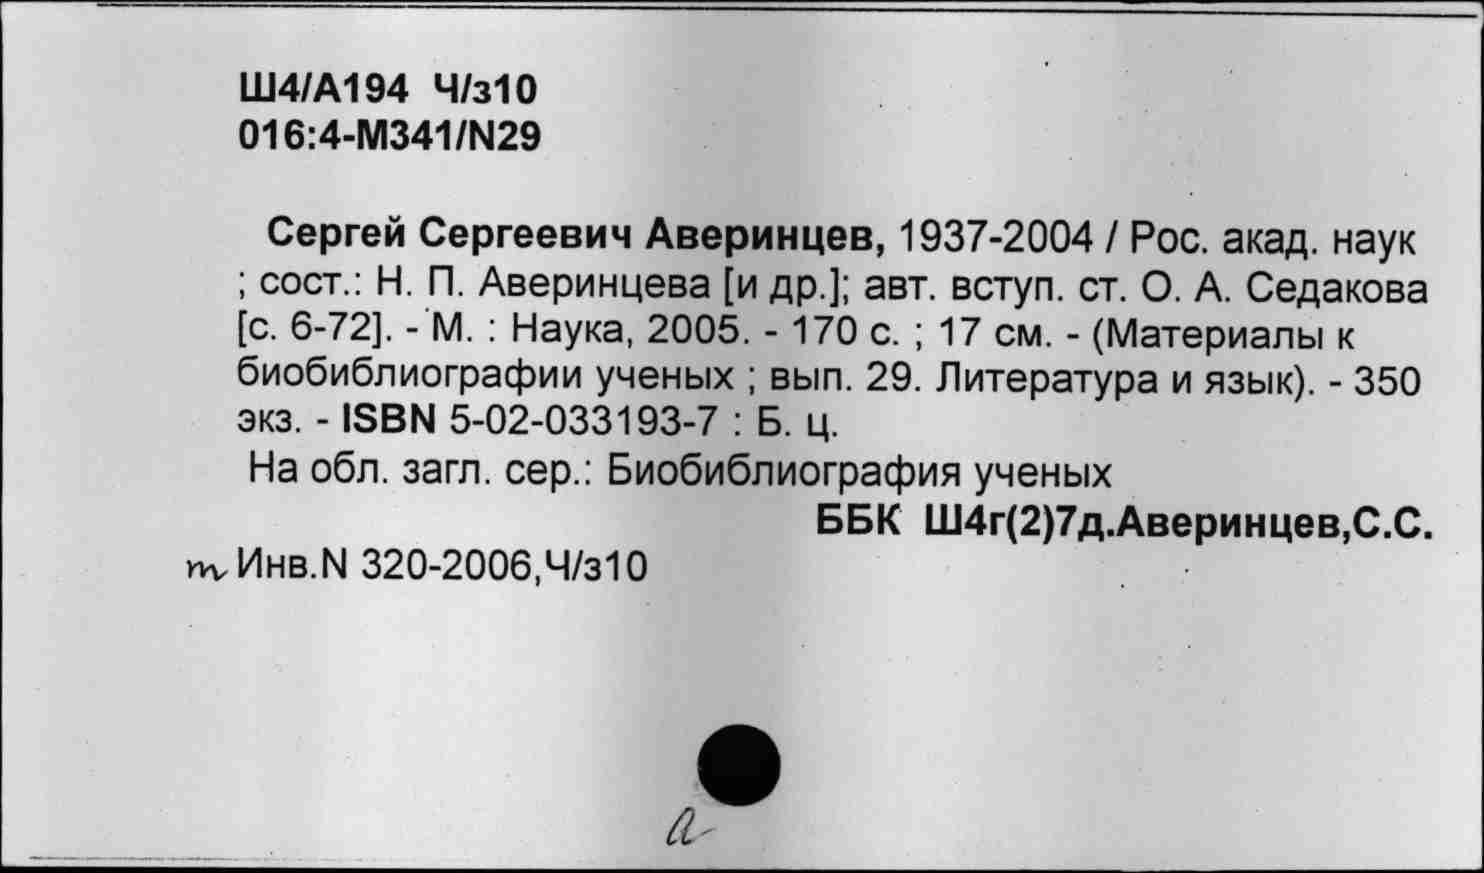 Ш4/А194 Ч/з10
016:4-М341/N29
Сергей Сергеевич Аверинцев, 1937-2004 / Рос. акад. наук
; сост.: Н. П. Аверинцева [и др.]; авт. вступ. ст. О. А. Седакова
[с. 6-72]. - М. : Наука, 2005. - 170 с. ; 17 см. - (Материалы к
биобиблиографии ученых ; вып. 29. Литература и язык). - 350
экз. - ISBN 5-02-033193-7 : Б. ц.
На обл. загл. сер.: Биобиблиография ученых
ББК Ш4г(2)7д.Аверинцев,С.С.
Инв.N 320-2006,Ч/з10
а